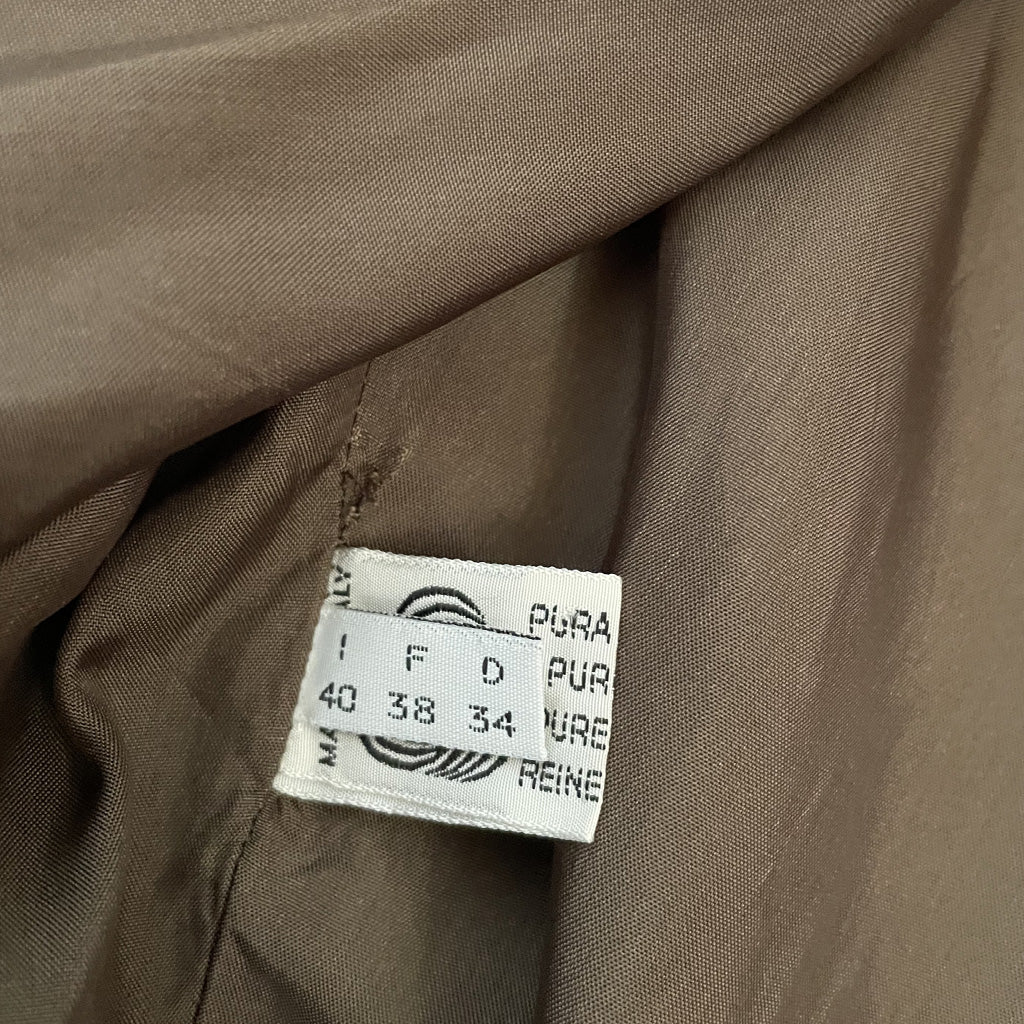 I F D
40 38 34
PURA
PUR
PURE
REINE